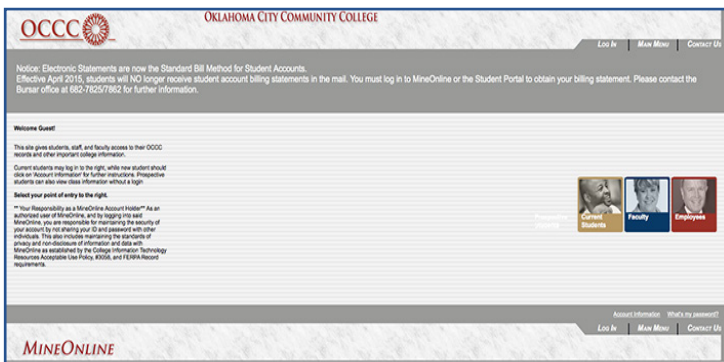 OCCC
OKLAHOMA CITY COMMUNITY COLLEGE
LOG IN | MAIN MENU | CONTACT US
Notice: Electronic Statements are now the Standard Bill Method for Student Accounts.
Effective April 2015, students will NO longer receive student account billing statements in the mail. You must log in to MineOnline or the Student Portal to obtain your billing statement. Please contact the
Bursar office at 682-7825/7862 for further information.
Welcome Guest!
This site gives students, staff, and faculty access to their OCCC
records and other important college information.
Current students may log in to the right, while new student should
click on 'Account Information' for further instructions. Prospective
students can also view class information without a login
Select your point of entry to the right.
** Your Responsibility as a MineOnline Account Holder** As an
authorized user of MineOnline, and by logging into said
MineOnline, you are responsible for maintaining the security of
your account by not sharing your ID and password with other
individuals. This also includes maintaining the standards of
privacy and non-disclosure of information and data with
MineOnline as established by the College Information Technology
Resources Acceptable Use Policy, #3058, and FERPA Record
requirements.
Prospective
Current
Students
Faculty
Employees
Account Information What's my password?
LOG IN | MAIN MENU | CONTACT US
MINEONLINE